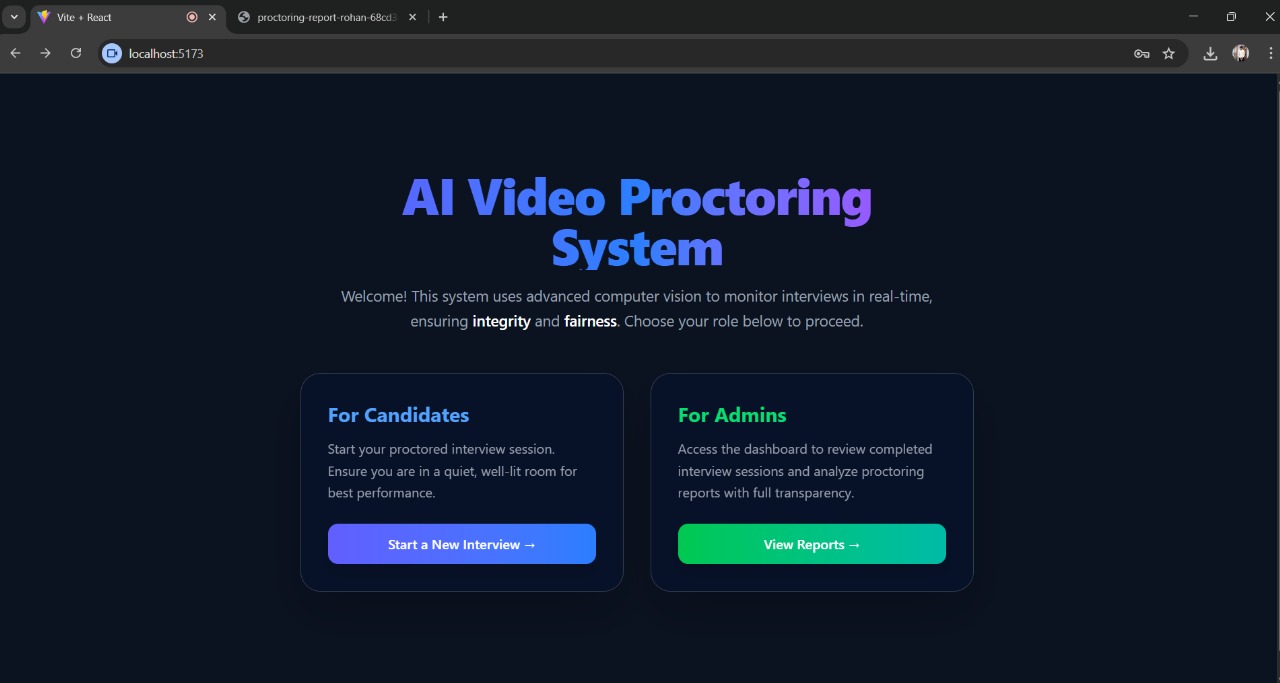 Vite + React
proctoring-report-rohan-68cd3
localhost:5173
AI Video Proctoring
System
Welcome! This system uses advanced computer vision to monitor interviews in real-time,
ensuring integrity and fairness. Choose your role below to proceed.
For Candidates
Start your proctored interview session.
Ensure you are in a quiet, well-lit room for
best performance.
Start a New Interview →
For Admins
Access the dashboard to review completed
interview sessions and analyze proctoring
reports with full transparency.
View Reports →